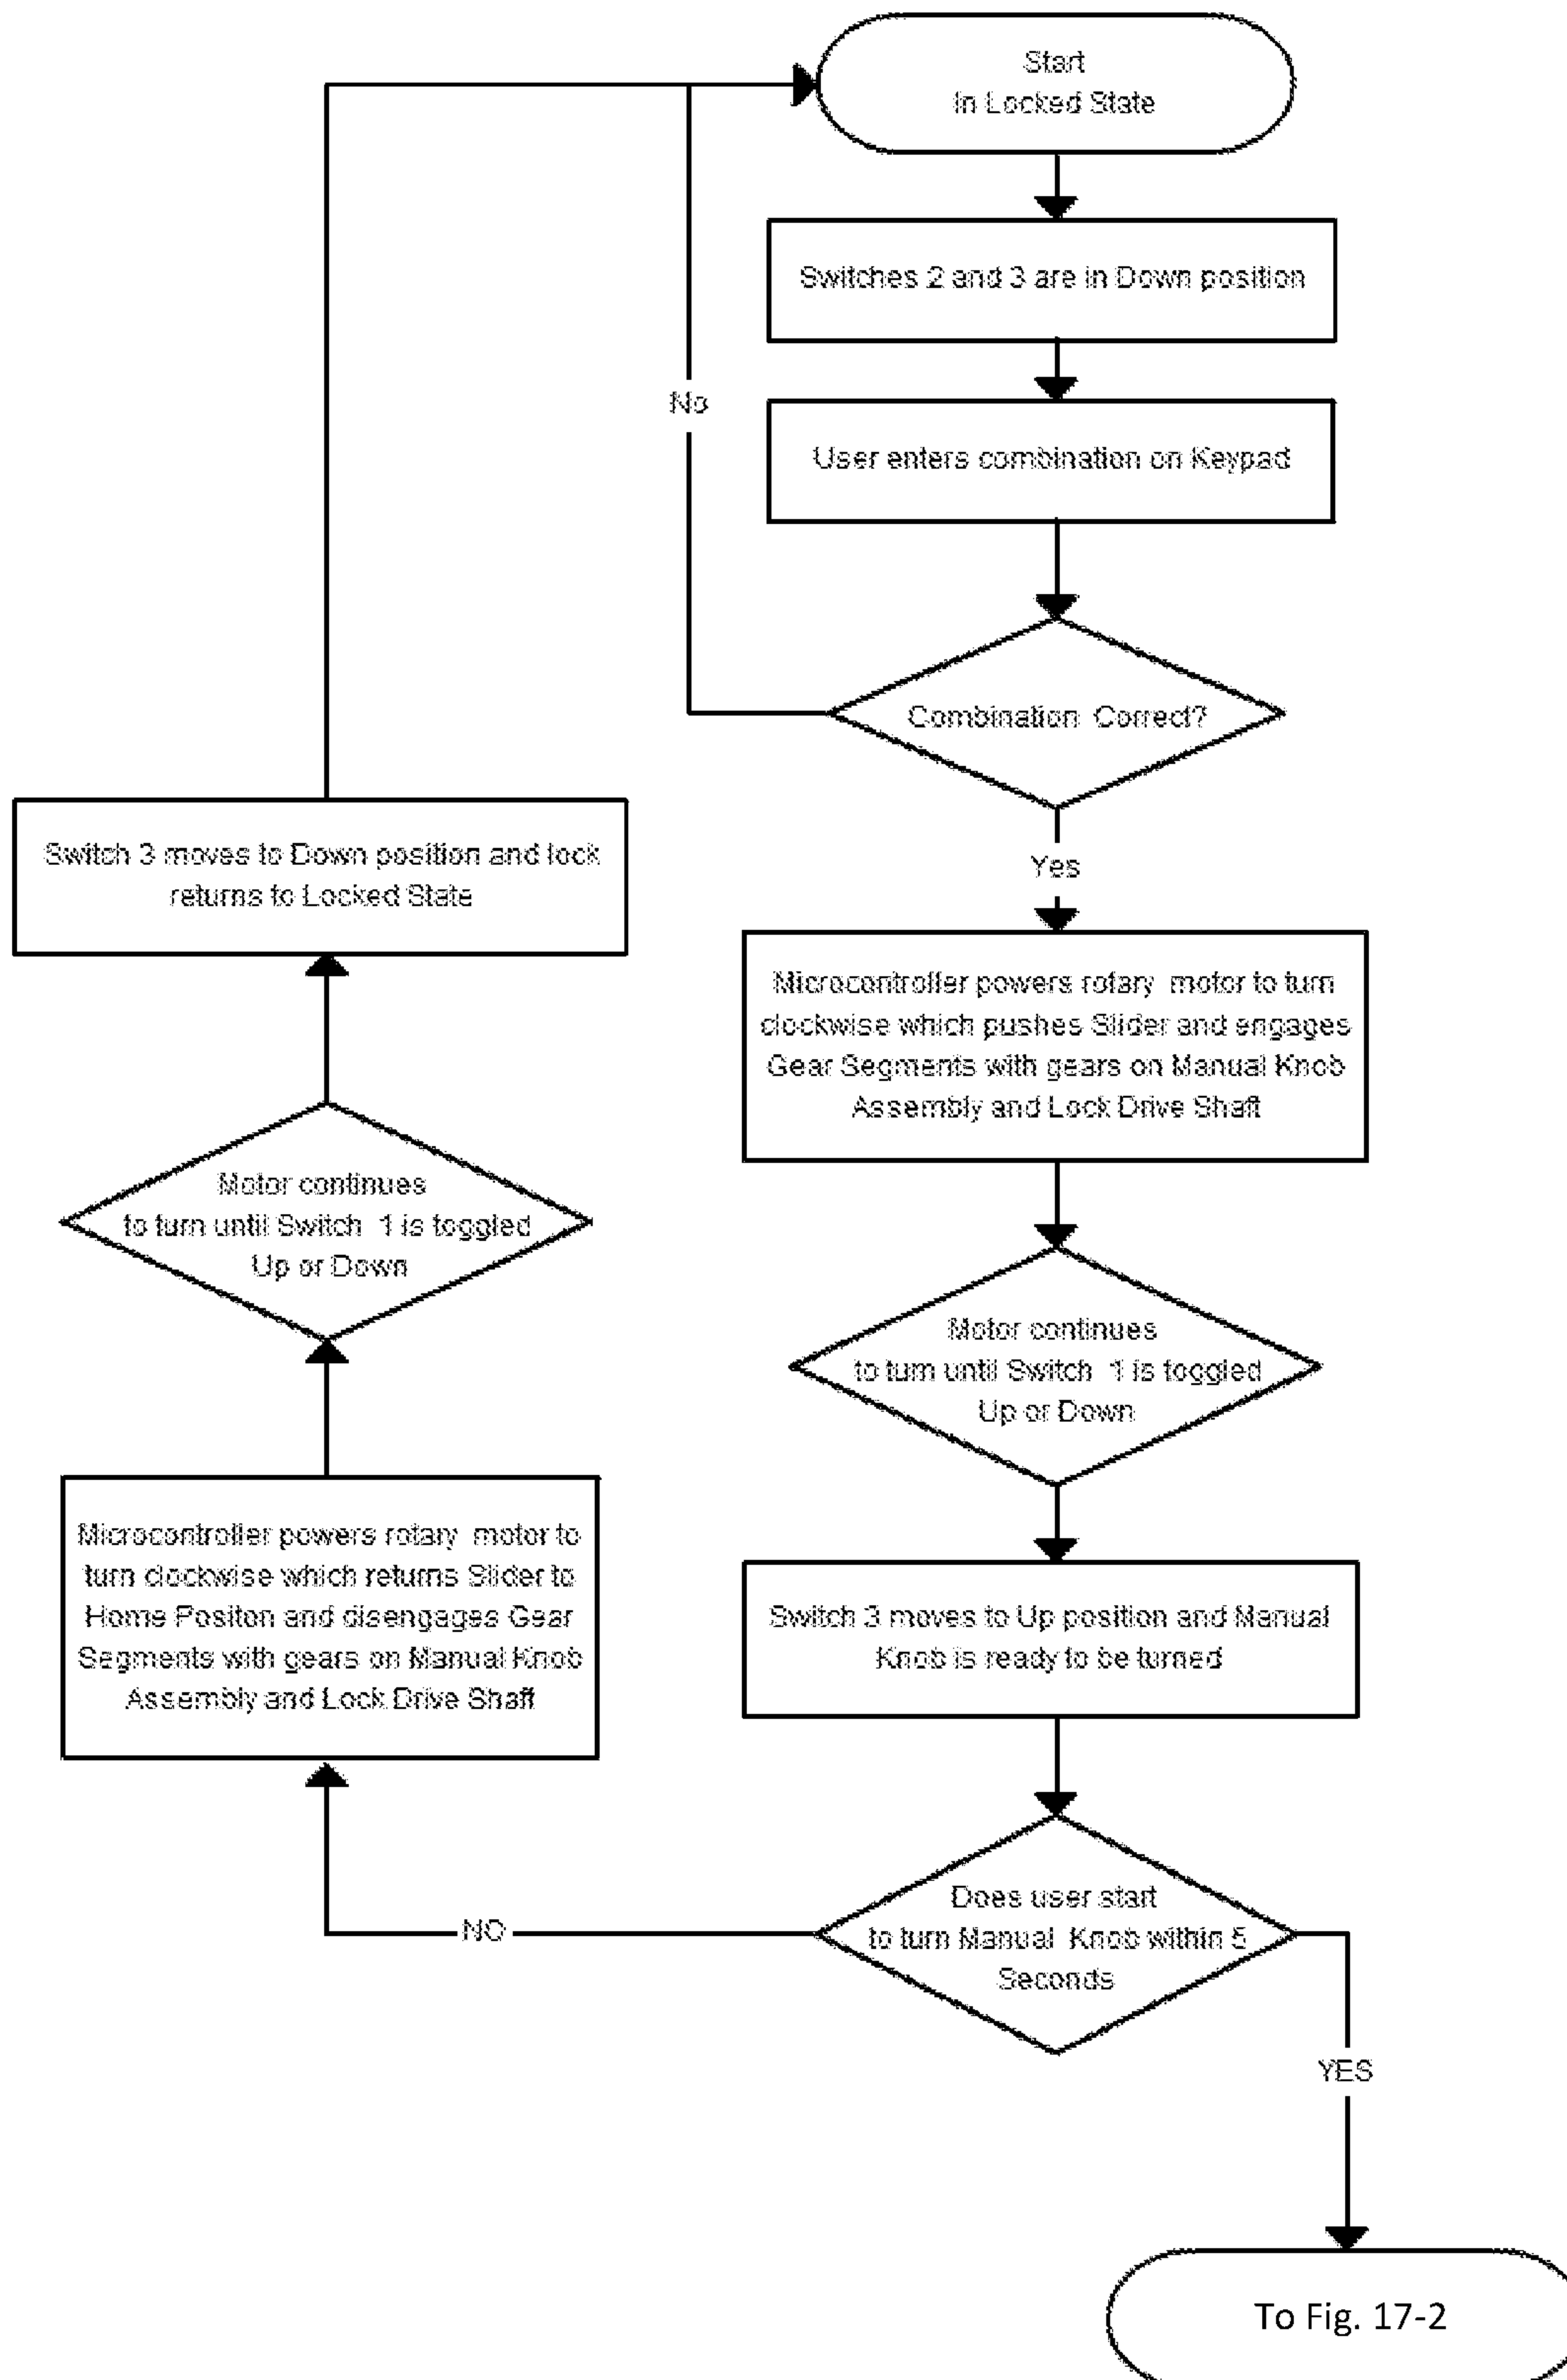 Start
In Locked State
Switches 2 and 3 are in Down position
User enters combination on Keypad
No
Combination Correct?
Yes
Microcontroller powers rotary motor to turn
clockwise which pushes Slider and engages
Gear Segments with gears on Manual Knob
Assembly and Lock Drive Shaft
Motor continues
to turn until Switch 1 is toggled
Up or Down
Switch 3 moves to Up position and Manual
Knob is ready to be turned
Does user start
to turn Manual Knob within 5
Seconds
NO
Microcontroller powers rotary motor to
turn clockwise which returns Slider to
Home Positon and disengages Gear
Segments with gears on Manual Knob
Assembly and Lock Drive Shaft
Motor continues
to turn until Switch 1 is toggled
Up or Down
Switch 3 moves to Down position and lock
returns to Locked State
YES
To Fig. 17-2